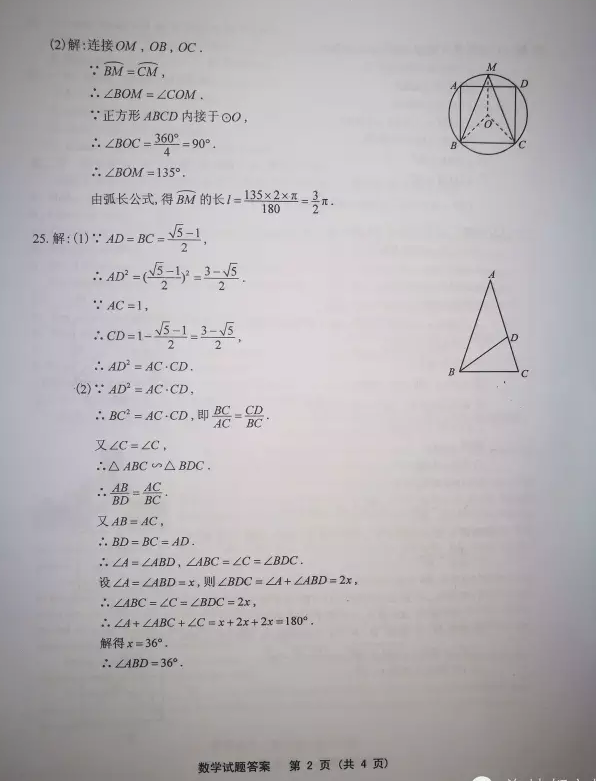 (2)解:连接OM,OB,OC.
∵ B͡M=C͡M,
∴ ∠BOM=∠COM.
∵正方形ABCD内接于⊙O,
∴ ∠BOC=360°/4=90°.
∴ ∠BOM=135°.
由弧长公式,得B͡M的长l=135×2×π/180=3/2π.
M
A
D
O
B
C
25.解:(1)∵ AD=BC=(√5-1)/2,
∴ AD²=((√5-1)/2)²=(3-√5)/2.
∵ AC=1,
∴ CD=1-(√5-1)/2=(3-√5)/2,
∴ AD²=AC·CD.
(2)∵ AD²=AC·CD,
∴ BC²=AC·CD,即BC/AC=CD/BC.
又∠C=∠C,
∴△ABC∽△BDC.
∴ AB/BD=AC/BC.
又AB=AC,
∴ BD=BC=AD.
∴ ∠A=∠ABD,∠ABC=∠C=∠BDC.
设∠A=∠ABD=x,则∠BDC=∠A+∠ABD=2x,
∴ ∠ABC=∠C=∠BDC=2x,
∴ ∠A+∠ABC+∠C=x+2x+2x=180°.
解得x=36°.
∴ ∠ABD=36°.
A
D
B
C
数学试题答案 第2页(共4页)